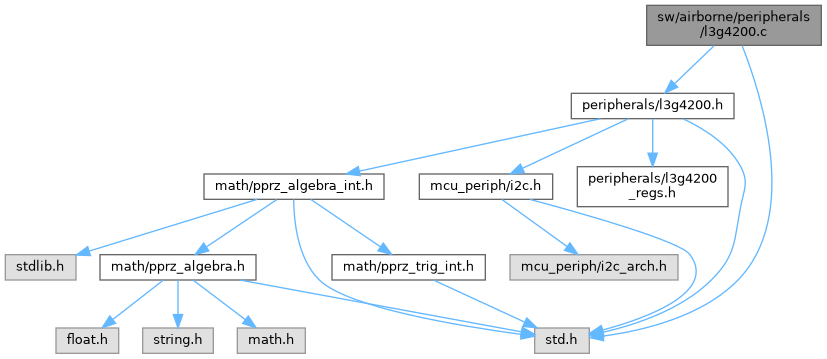 sw/airborne/peripherals
/l3g4200.c
peripherals/l3g4200.h
math/pprz_algebra_int.h
mcu_periph/i2c.h
peripherals/l3g4200
_regs.h
stdlib.h
math/pprz_algebra.h
math/pprz_trig_int.h
mcu_periph/i2c_arch.h
float.h
string.h
math.h
std.h